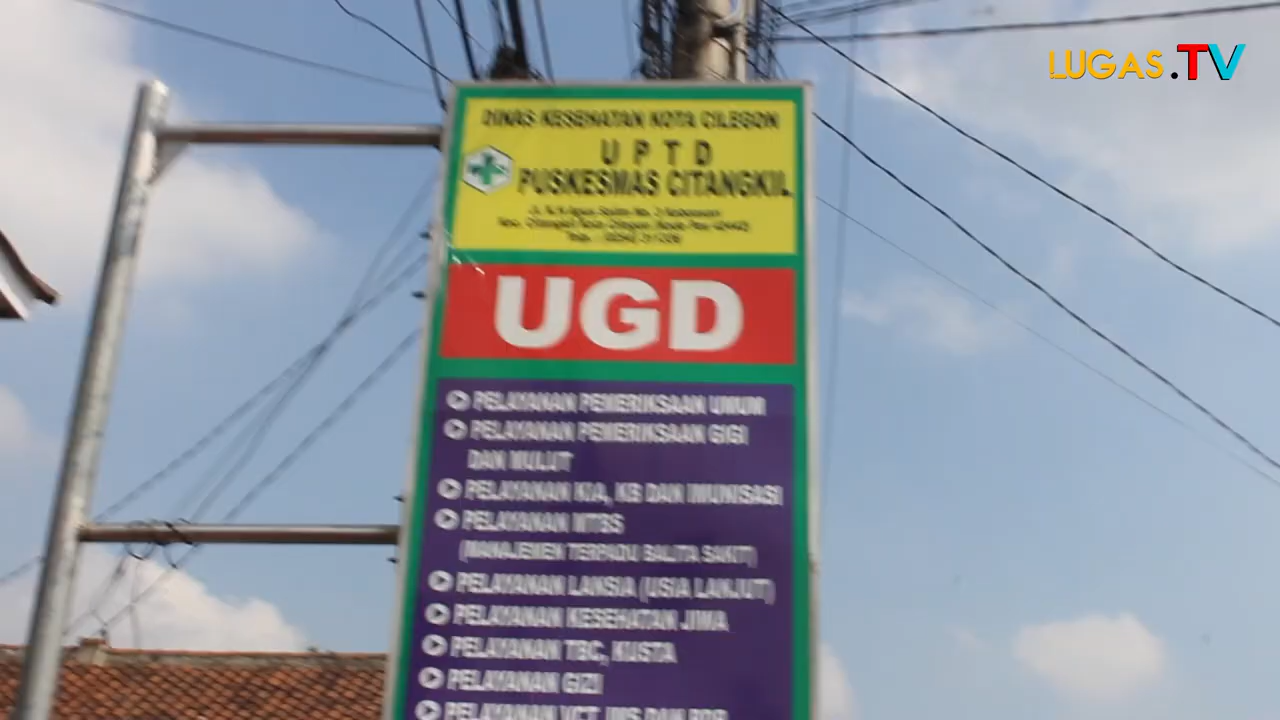 LUGAS.TV
DINAS KESEHATAN KOTA CILEGON
UPTD
PUSKESMAS CITANGKIL
UGD
PELAYANAN PEMERIKSAAN UMUM
PELAYANAN PEMERIKSAAN GIGI
DAN MULUT
PELAYANAN KIA, KB DAN IMUNISASI
PELAYANAN MTBS
(MANAJEMEN TERPADU BALITA SAKIT)
PELAYANAN LANSIA (USIA LANJUT)
PELAYANAN KESEHATAN JIWA
PELAYANAN TBC, KUSTA
PELAYANAN GIZI
PELAYANAN VCT, IMS DAN